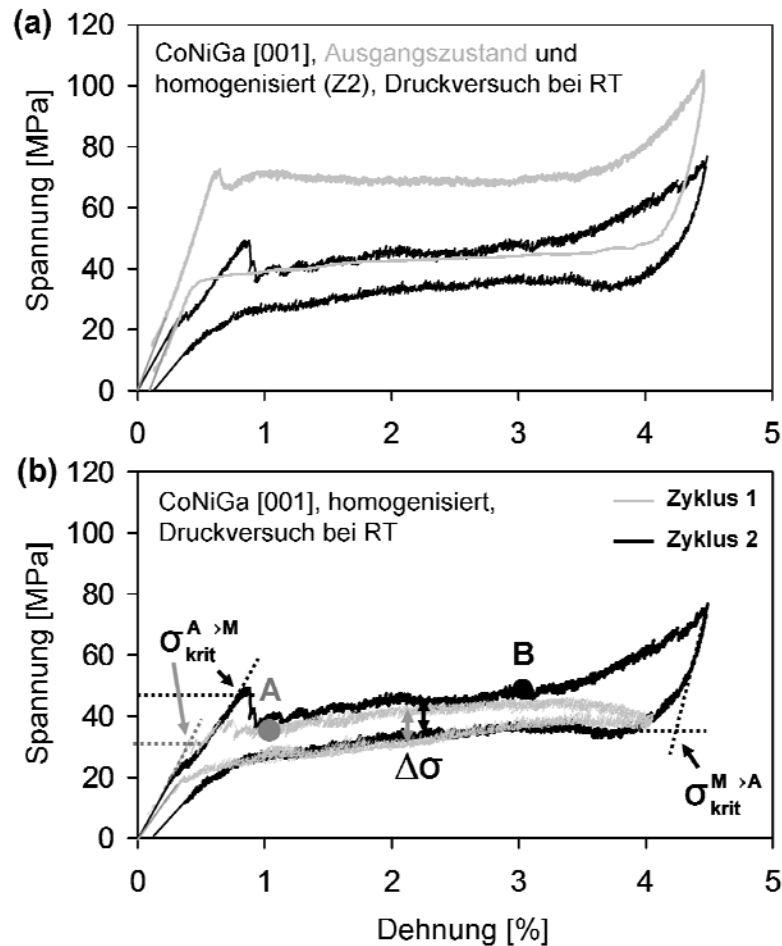 (a)
120
100
80
60
40
20
0
Spannung [MPa]
CoNiGa [001], Ausgangszustand und
homogenisiert (Z2), Druckversuch bei RT
0 1 2 3 4 5
(b)
120
100
80
60
40
20
0
Spannung [MPa]
CoNiGa [001], homogenisiert,
Druckversuch bei RT
Zyklus 1
Zyklus 2
σ krit A→M
A
B
Δσ
σ krit M→A
0 1 2 3 4 5
Dehnung [%]